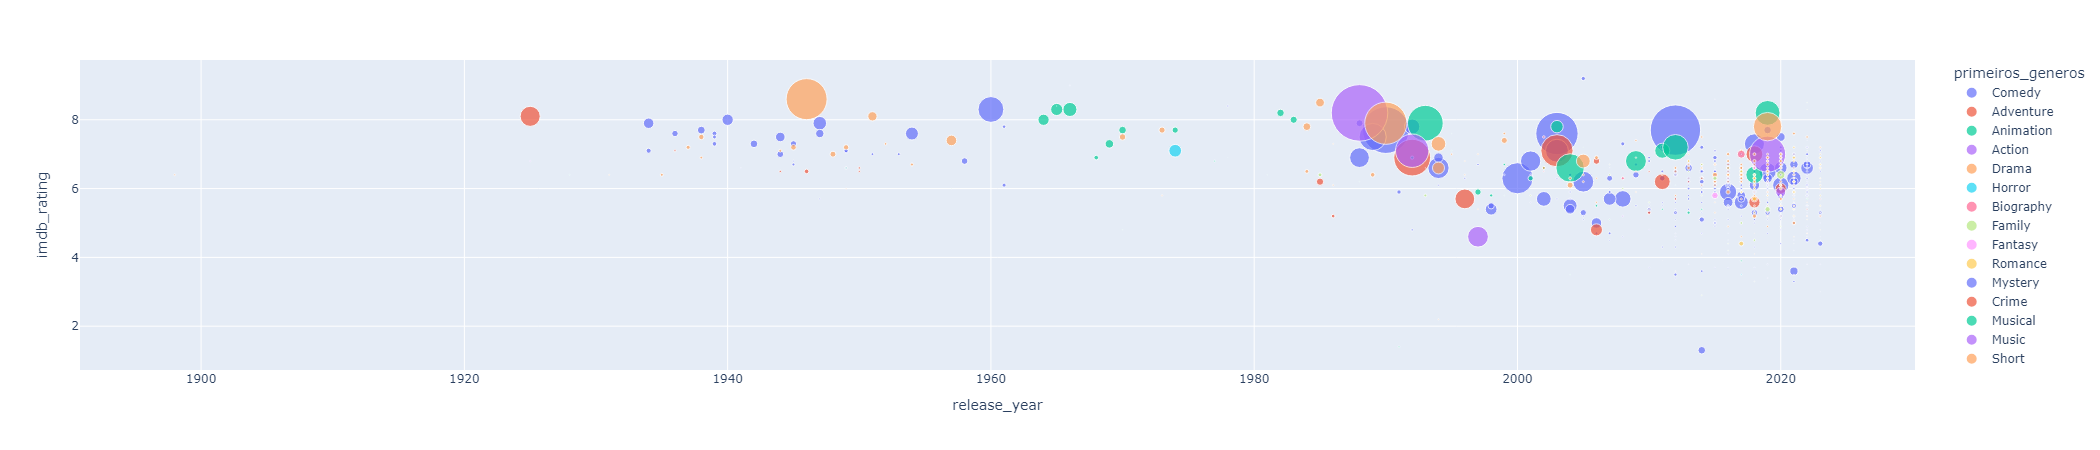 primeiros_generos
Comedy
Adventure
Animation
Action
Drama
Horror
Biography
Family
Fantasy
Romance
Mystery
Crime
Musical
Music
Short
imdb_rating
8
6
4
2
1900
1920
1940
1960
1980
2000
2020
release_year